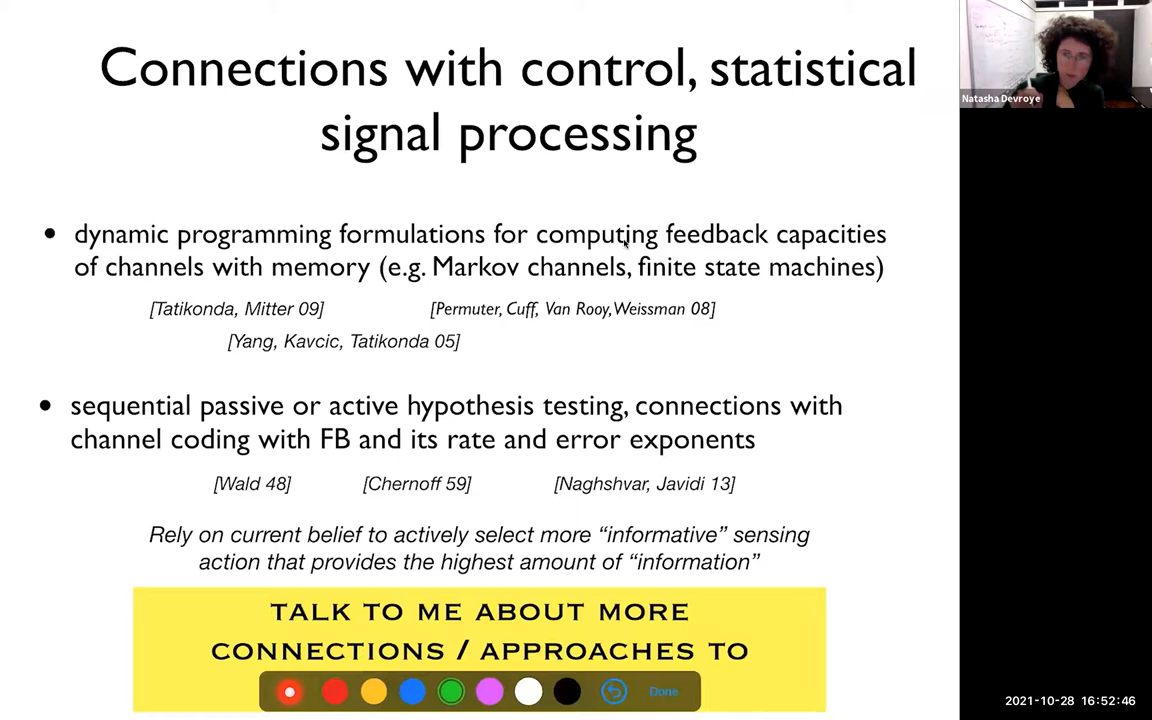 Connections with control, statistical
signal processing
Natasha Devroye
• dynamic programming formulations for computing feedback capacities
of channels with memory (e.g. Markov channels, finite state machines)
[Tatikonda, Mitter 09] [Permuter, Cuff, Van Rooy, Weissman 08]
[Yang, Kavcic, Tatikonda 05]
• sequential passive or active hypothesis testing, connections with
channel coding with FB and its rate and error exponents
[Wald 48] [Chernoff 59] [Naghshvar, Javidi 13]
Rely on current belief to actively select more “informative” sensing
action that provides the highest amount of “information”
TALK TO ME ABOUT MORE
CONNECTIONS / APPROACHES TO
Done
2021-10-28 16:52:46